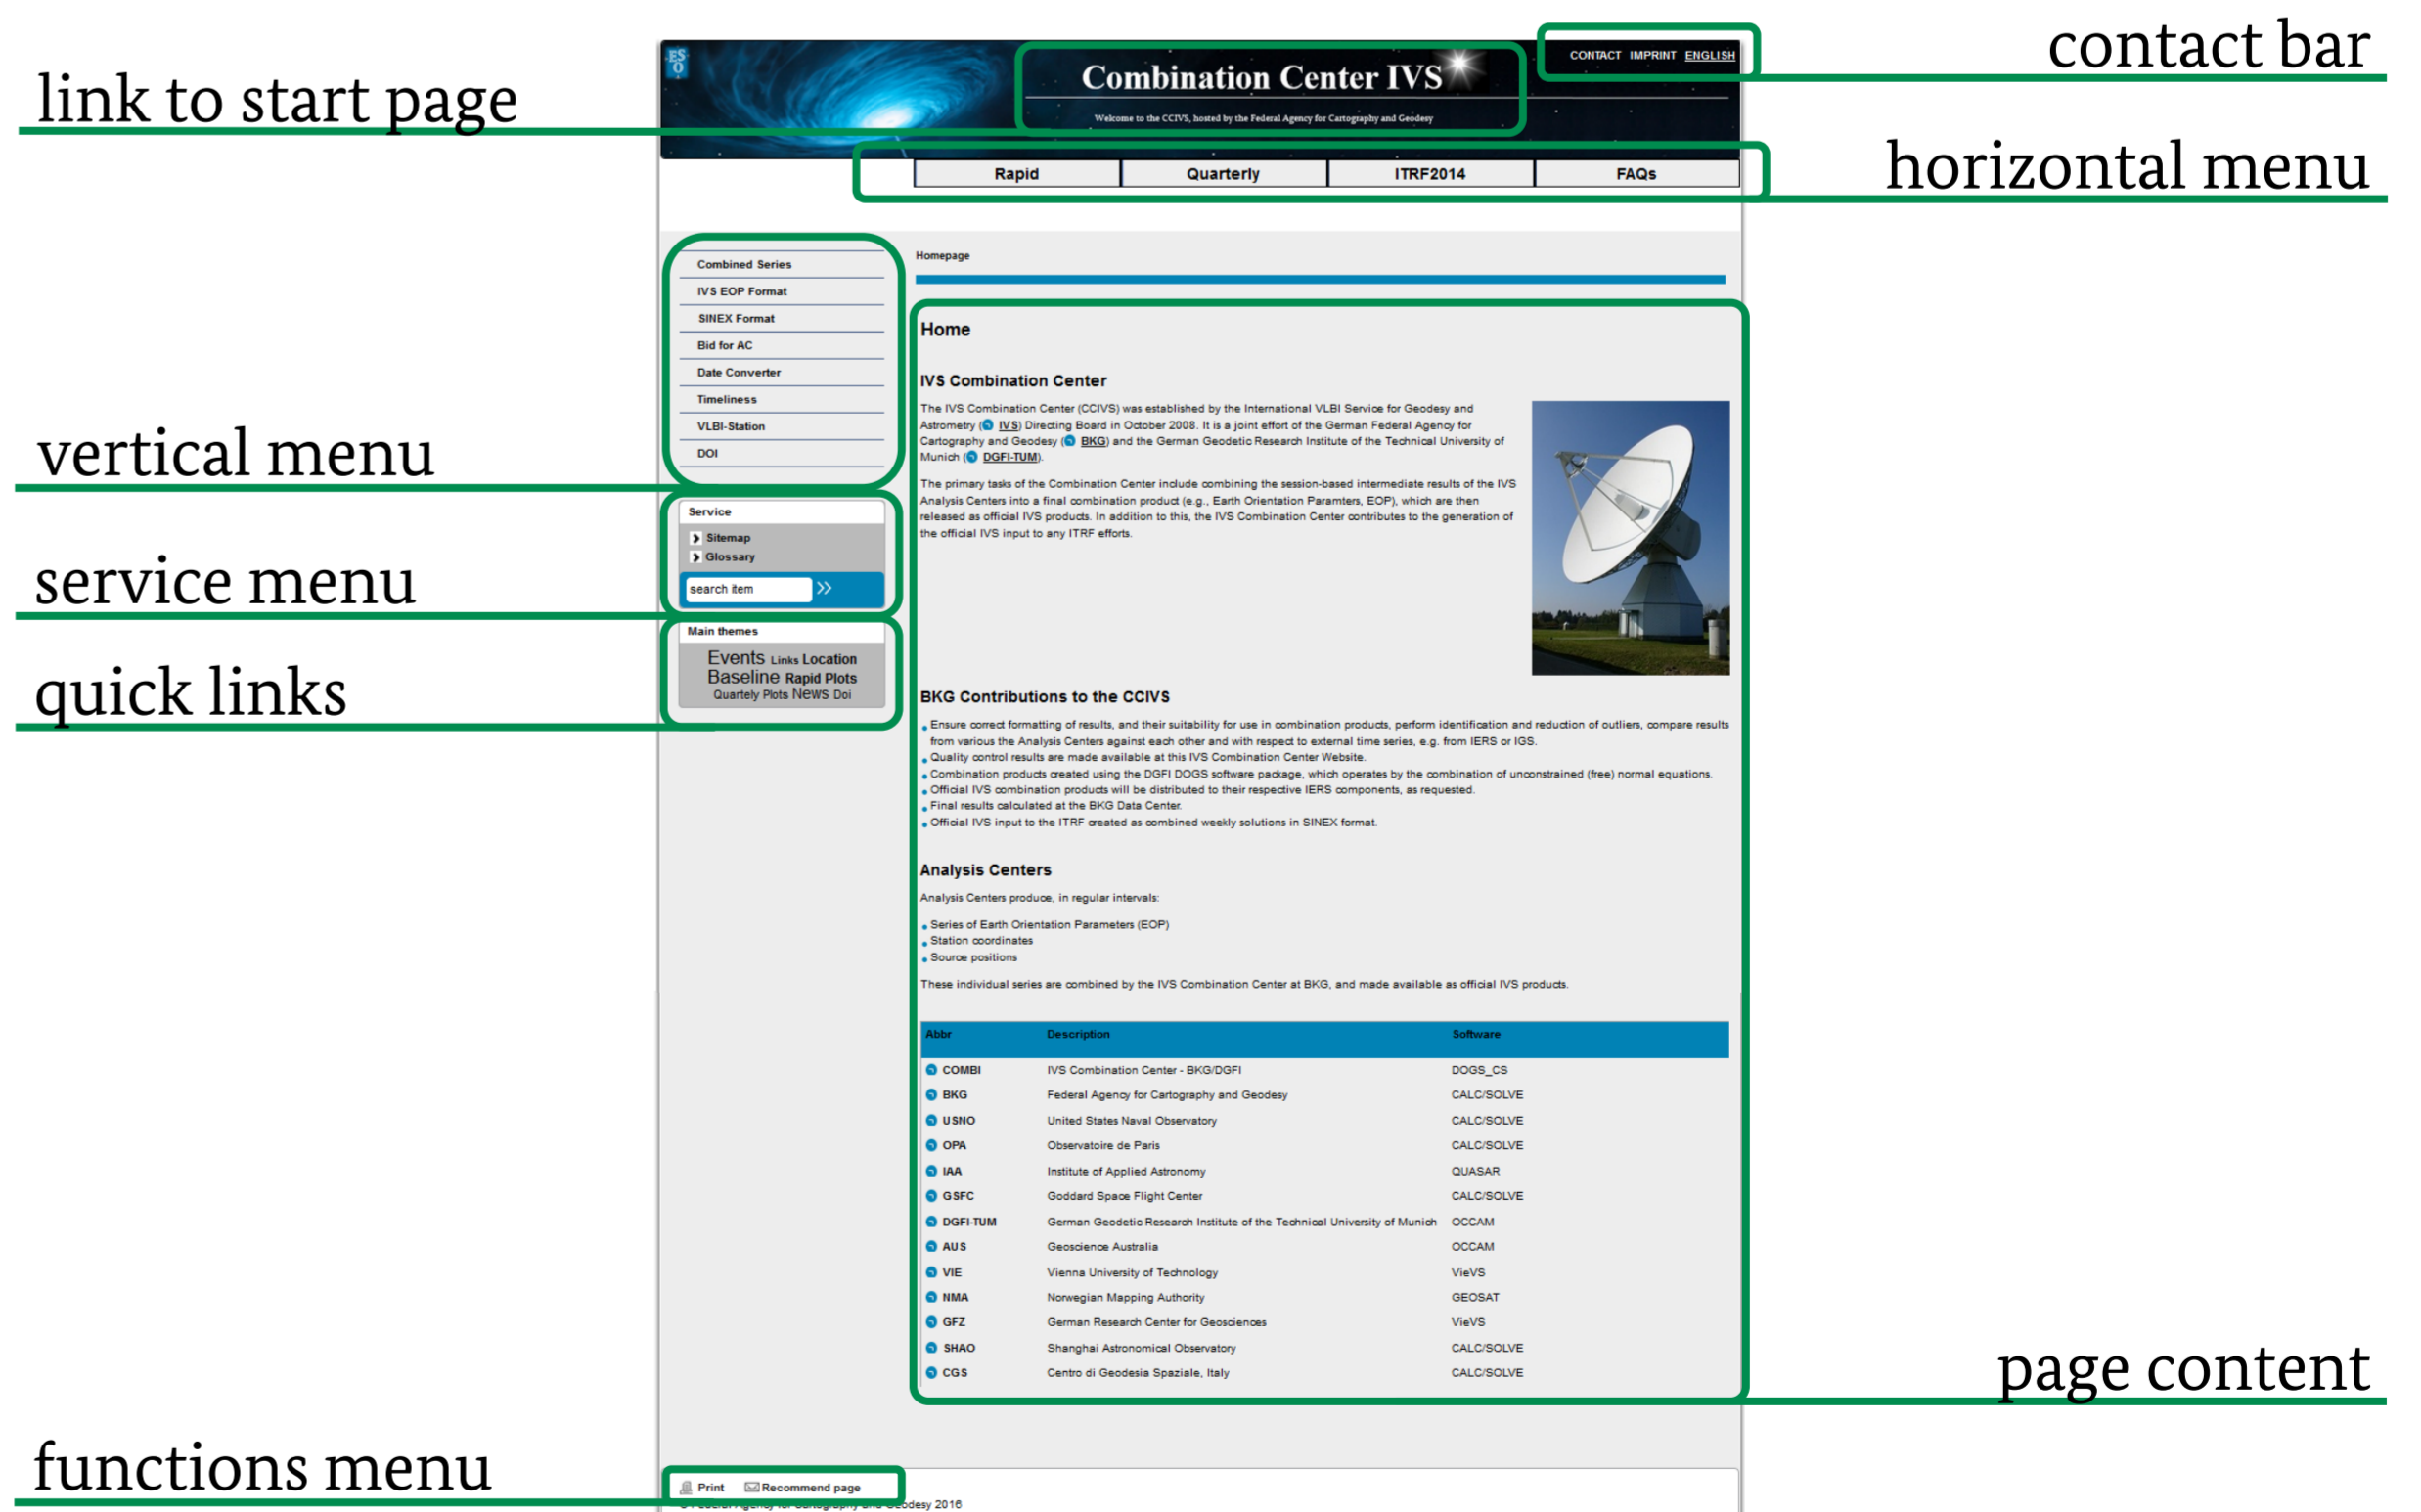 contact bar
link to start page
ESO
Combination Center IVS
Welcome to the CCIVS, hosted by the Federal Agency for Cartography and Geodesy
CONTACT IMPRINT ENGLISH
horizontal menu
Rapid Quarterly ITRF2014 FAQs
Combined Series
IVS EOP Format
SINEX Format
Bid for AC
Date Converter
Timeliness
VLBI-Station
DOI
vertical menu
Service
Sitemap
Glossary
search item >>
service menu
Main themes
Events Links Location
Baseline Rapid Plots
Quartely Plots News Doi
quick links
Homepage
Home
IVS Combination Center
The IVS Combination Center (CCIVS) was established by the International VLBI Service for Geodesy and
Astrometry (IVS) Directing Board in October 2008. It is a joint effort of the German Federal Agency for
Cartography and Geodesy (BKG) and the German Geodetic Research Institute of the Technical University of
Munich (DGFI-TUM).
The primary tasks of the Combination Center include combining the session-based intermediate results of the IVS
Analysis Centers into a final combination product (e.g., Earth Orientation Paramters, EOP), which are then
released as official IVS products. In addition to this, the IVS Combination Center contributes to the generation of
the official IVS input to any ITRF efforts.
BKG Contributions to the CCIVS
Ensure correct formatting of results, and their suitability for use in combination products, perform identification and reduction of outliers, compare results
from various the Analysis Centers against each other and with respect to external time series, e.g. from IERS or IGS.
Quality control results are made available at this IVS Combination Center Website.
Combination products created using the DGFI DOGS software package, which operates by the combination of unconstrained (free) normal equations.
Official IVS combination products will be distributed to their respective IERS components, as requested.
Final results calculated at the BKG Data Center.
Official IVS input to the ITRF created as combined weekly solutions in SINEX format.
Analysis Centers
Analysis Centers produce, in regular intervals:
Series of Earth Orientation Parameters (EOP)
Station coordinates
Source positions
These individual series are combined by the IVS Combination Center at BKG, and made available as official IVS products.
Abbr Description Software
COMBI IVS Combination Center - BKG/DGFI DOGS_CS
BKG Federal Agency for Cartography and Geodesy CALC/SOLVE
USNO United States Naval Observatory CALC/SOLVE
OPA Observatoire de Paris CALC/SOLVE
IAA Institute of Applied Astronomy QUASAR
GSFC Goddard Space Flight Center CALC/SOLVE
DGFI-TUM German Geodetic Research Institute of the Technical University of Munich OCCAM
AUS Geoscience Australia OCCAM
VIE Vienna University of Technology VieVS
NMA Norwegian Mapping Authority GEOSAT
GFZ German Research Center for Geosciences VieVS
SHAO Shanghai Astronomical Observatory CALC/SOLVE
CGS Centro di Geodesia Spaziale, Italy CALC/SOLVE
page content
functions menu
Print Recommend page
© Federal Agency for Cartography and Geodesy 2016